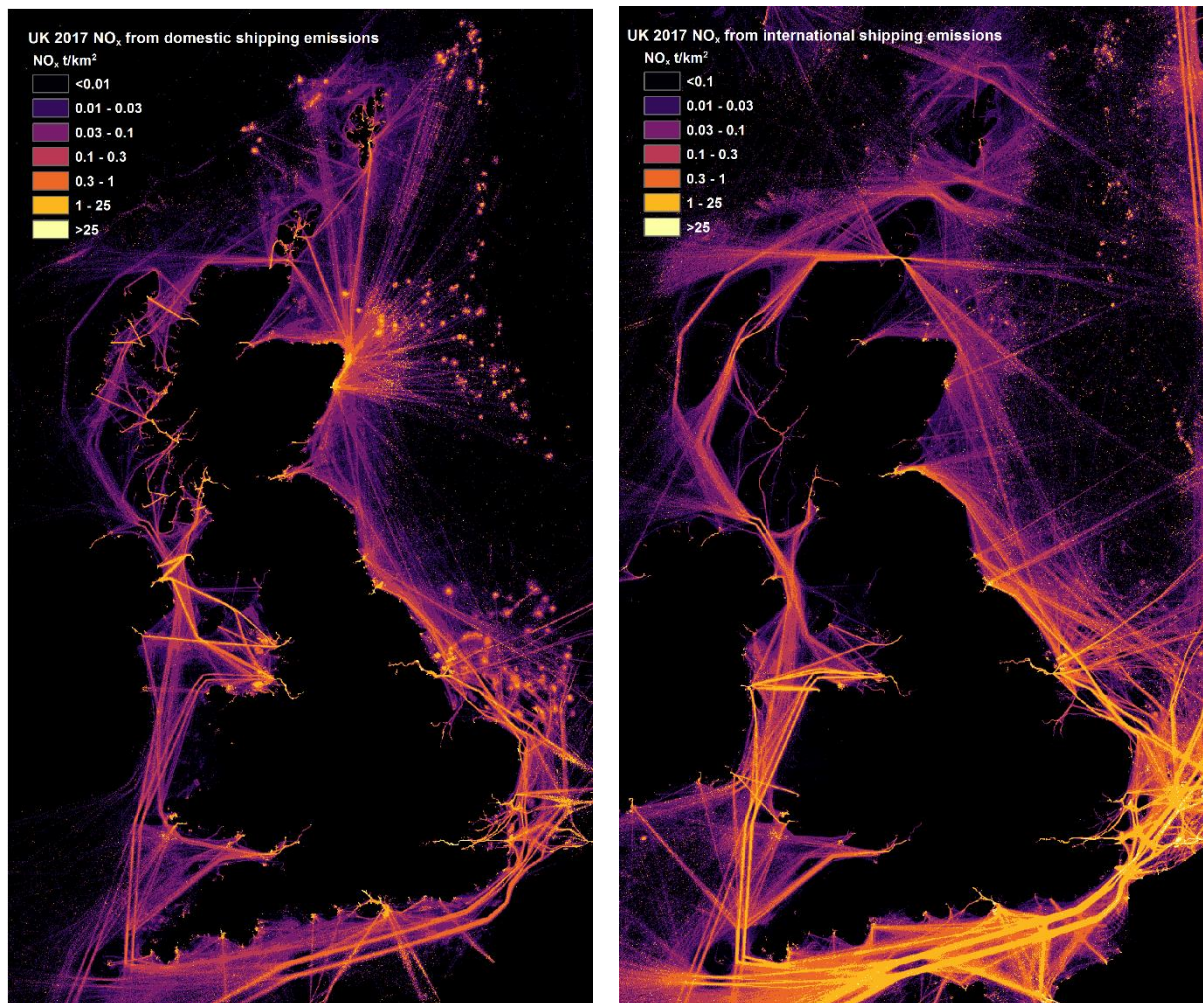 UK 2017 NOx from domestic shipping emissions
NOx t/km²
<0.01
0.01 - 0.03
0.03 - 0.1
0.1 - 0.3
0.3 - 1
1 - 25
>25
UK 2017 NOx from international shipping emissions
NOx t/km²
<0.1
0.01 - 0.03
0.03 - 0.1
0.1 - 0.3
0.3 - 1
1 - 25
>25